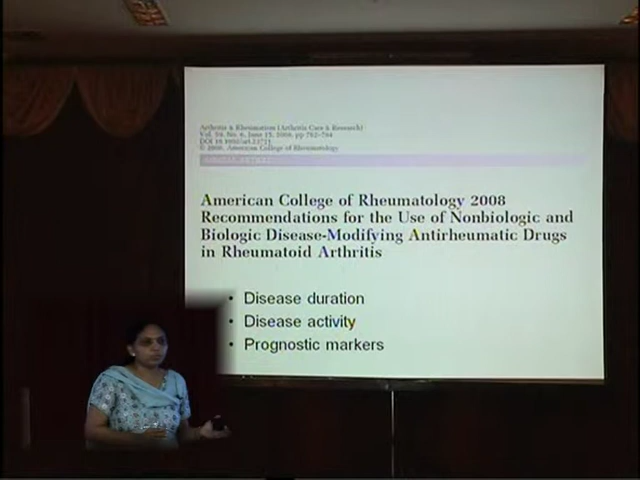 Arthritis & Rheumatism (Arthritis Care & Research)
Vol. 59, No. 6, June 15, 2008, pp 762–784
DOI 10.1002/art.23721
© 2008, American College of Rheumatology
SPECIAL ARTICLE
American College of Rheumatology 2008
Recommendations for the Use of Nonbiologic and
Biologic Disease-Modifying Antirheumatic Drugs
in Rheumatoid Arthritis
• Disease duration
• Disease activity
• Prognostic markers